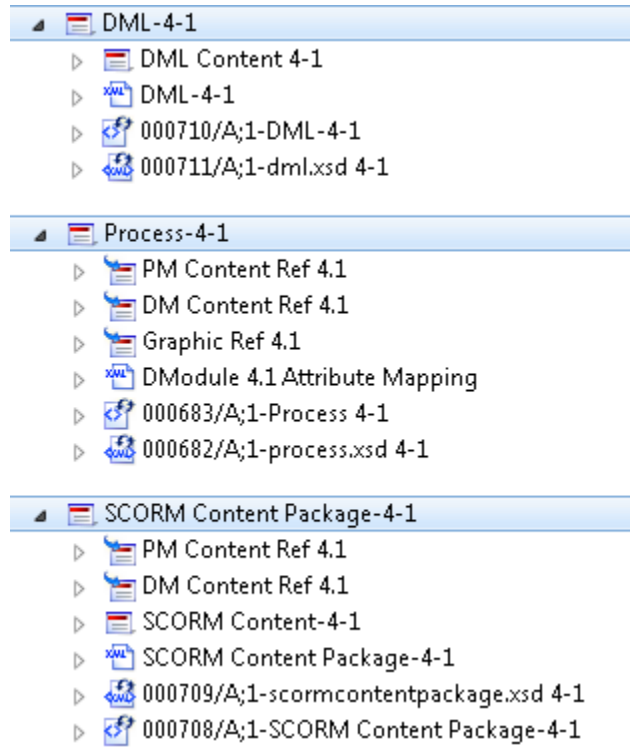 DML-4-1
DML Content 4-1
DML-4-1
000710/A;1-DML-4-1
000711/A;1-dml.xsd 4-1
Process-4-1
PM Content Ref 4.1
DM Content Ref 4.1
Graphic Ref 4.1
DModule 4.1 Attribute Mapping
000683/A;1-Process 4-1
000682/A;1-process.xsd 4-1
SCORM Content Package-4-1
PM Content Ref 4.1
DM Content Ref 4.1
SCORM Content-4-1
SCORM Content Package-4-1
000709/A;1-scormcontentpackage.xsd 4-1
000708/A;1-SCORM Content Package-4-1